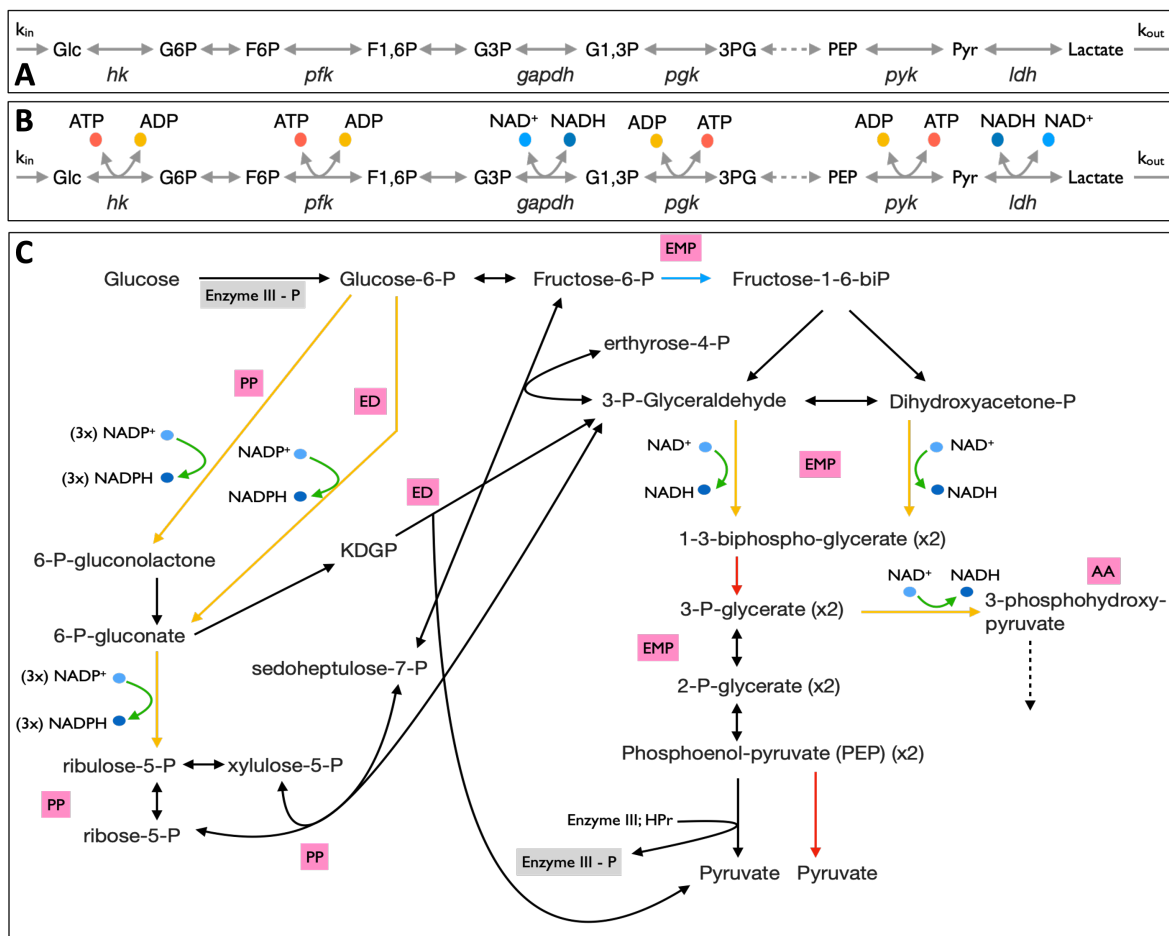 k_in Glc G6P F6P F1,6P G3P G1,3P 3PG PEP Pyr Lactate k_out
A hk pfk gapdh pgk pyk ldh
B ATP ADP ATP ADP NAD⁺ NADH ADP ATP ADP ATP NADH NAD⁺
k_in Glc G6P F6P F1,6P G3P G1,3P 3PG PEP Pyr Lactate k_out
hk pfk gapdh pgk pyk ldh
C
EMP
Glucose Glucose-6-P Fructose-6-P Fructose-1-6-biP
Enzyme III - P
erthyrose-4-P
PP
ED
3-P-Glyceraldehyde Dihydroxyacetone-P
(3x) NADP⁺
(3x) NADPH
NADP⁺
NADPH
NAD⁺
NADH
EMP
NAD⁺
NADH
ED
1-3-biphospho-glycerate (x2)
6-P-gluconolactone
KDGP
NAD⁺ NADH
AA
3-P-glycerate (x2)
3-phosphohydroxy-
pyruvate
6-P-gluconate
EMP
sedoheptulose-7-P
(3x) NADP⁺
(3x) NADPH
2-P-glycerate (x2)
Phosphoenol-pyruvate (PEP) (x2)
ribulose-5-P xylulose-5-P
PP
ribose-5-P
PP
Enzyme III; HPr
Enzyme III - P
Pyruvate Pyruvate